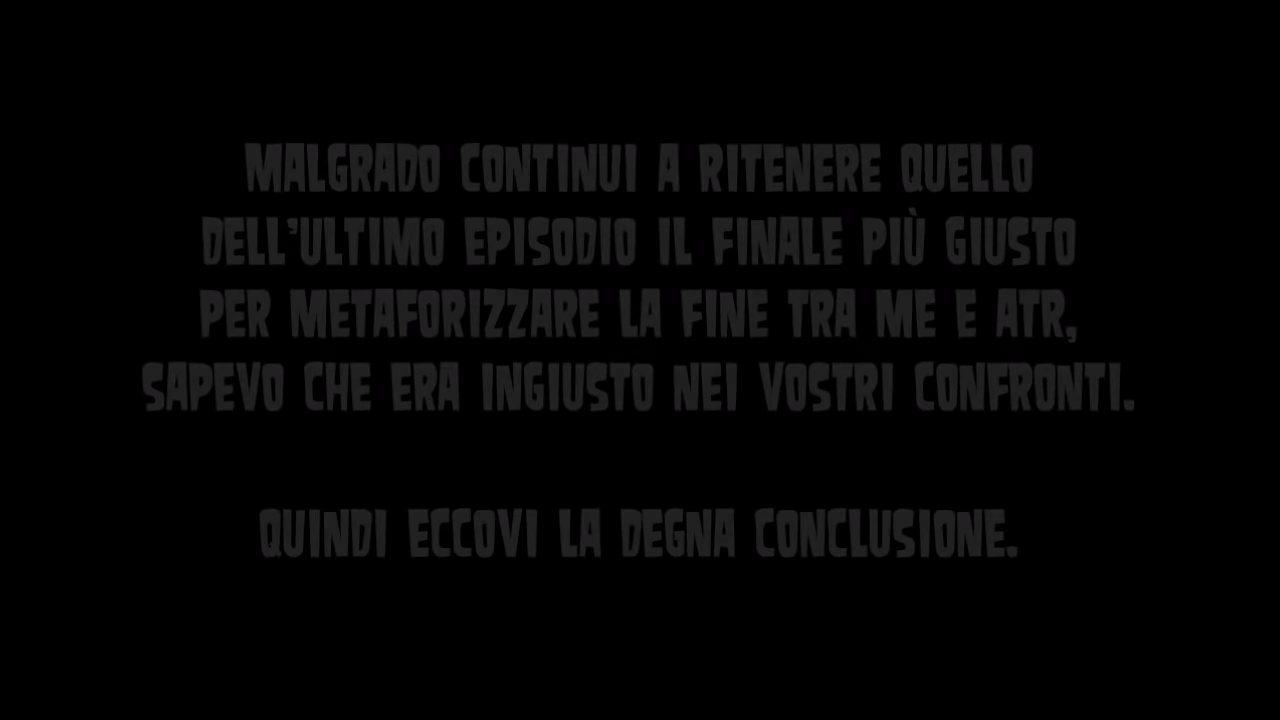 MALGRADO CONTINUI A RITENERE QUELLO
DELL'ULTIMO EPISODIO IL FINALE PIÙ GIUSTO
PER METAFORIZZARE LA FINE TRA ME E ATR,
SAPEVO CHE ERA INGIUSTO NEI VOSTRI CONFRONTI.
QUINDI ECCOVI LA DEGNA CONCLUSIONE.